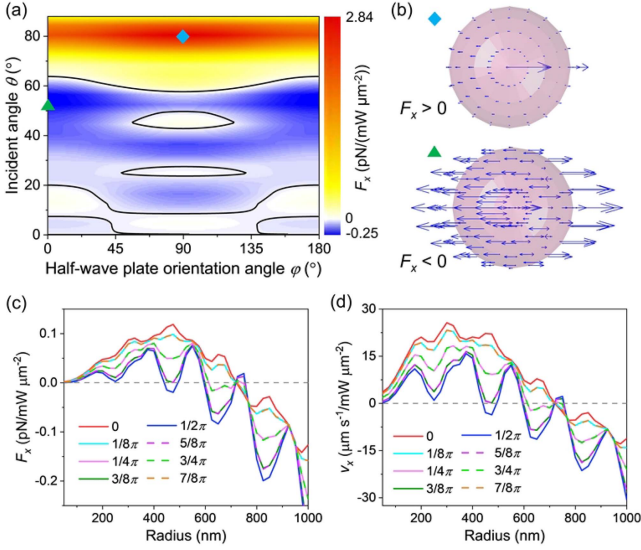 (a)
Incident angle θ (°)
80
60
40
20
0
0 45 90 135 180
Half-wave plate orientation angle φ (°)
2.84
0
-0.25
Fx (pN/(mW μm⁻²)
(b)
Fx > 0
Fx < 0
(c)
Fx (pN/mW μm⁻²)
0.1
0.0
-0.1
-0.2
0 1/2π
1/8π 5/8π
1/4π 3/4π
3/8π 7/8π
200 400 600 800 1000
Radius (nm)
(d)
vx (μm s⁻¹/mW μm⁻²)
30
15
0
-15
-30
0 1/2π
1/8π 5/8π
1/4π 3/4π
3/8π 7/8π
200 400 600 800 1000
Radius (nm)